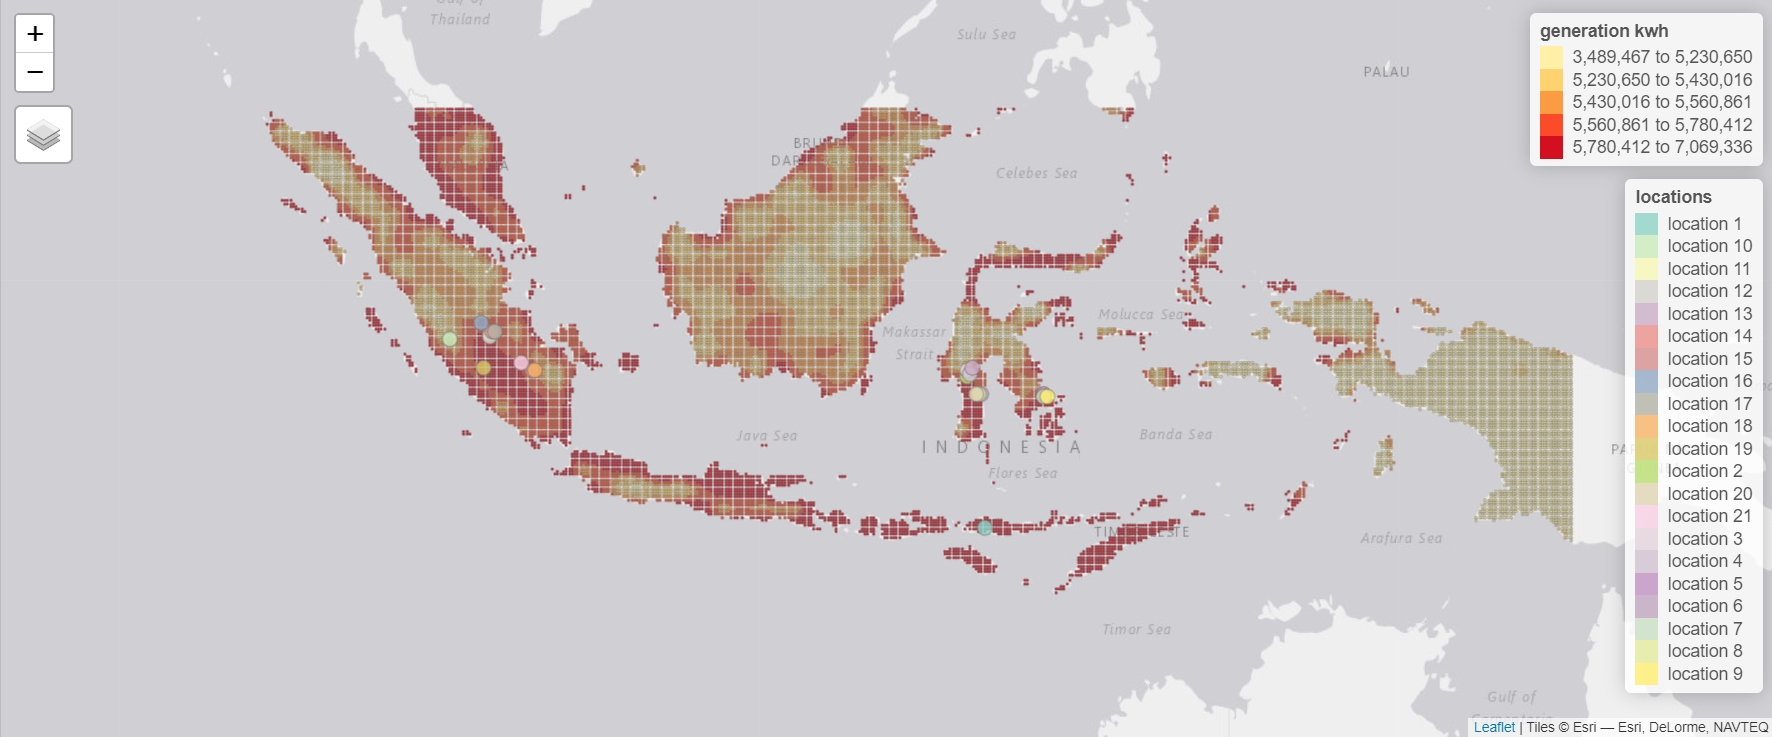 Gulf of
Thailand
Sulu Sea
PALAU
Celebes Sea
Molucca Sea
Makassar
Strait
Java Sea
Banda Sea
INDONESIA
Flores Sea
Arafura Sea
Timor Sea
Gulf of
Carpentaria
+
−
generation kwh
3,489,467 to 5,230,650
5,230,650 to 5,430,016
5,430,016 to 5,560,861
5,560,861 to 5,780,412
5,780,412 to 7,069,336
locations
location 1
location 10
location 11
location 12
location 13
location 14
location 15
location 16
location 17
location 18
location 19
location 2
location 20
location 21
location 3
location 4
location 5
location 6
location 7
location 8
location 9
Leaflet | Tiles © Esri — Esri, DeLorme, NAVTEQ